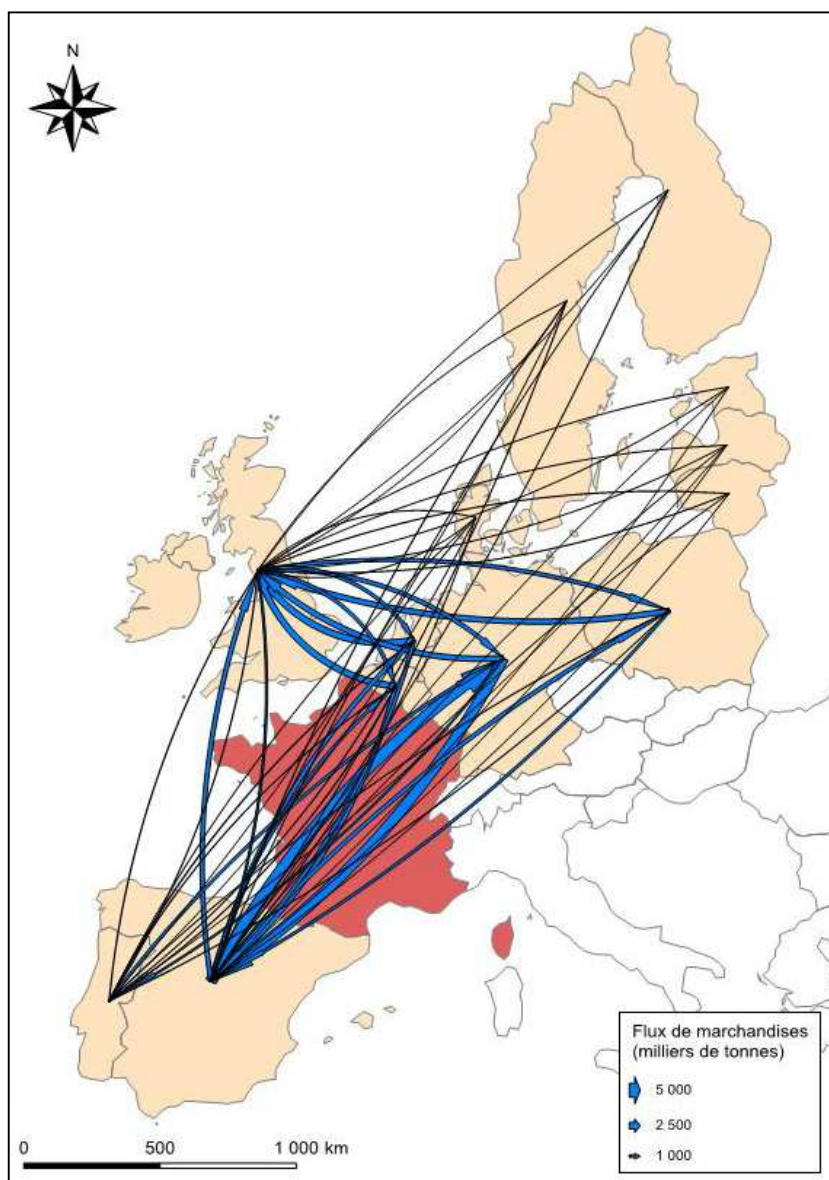 N
Flux de marchandises
(milliers de tonnes)
5 000
2 500
1 000
0 500 1 000 km